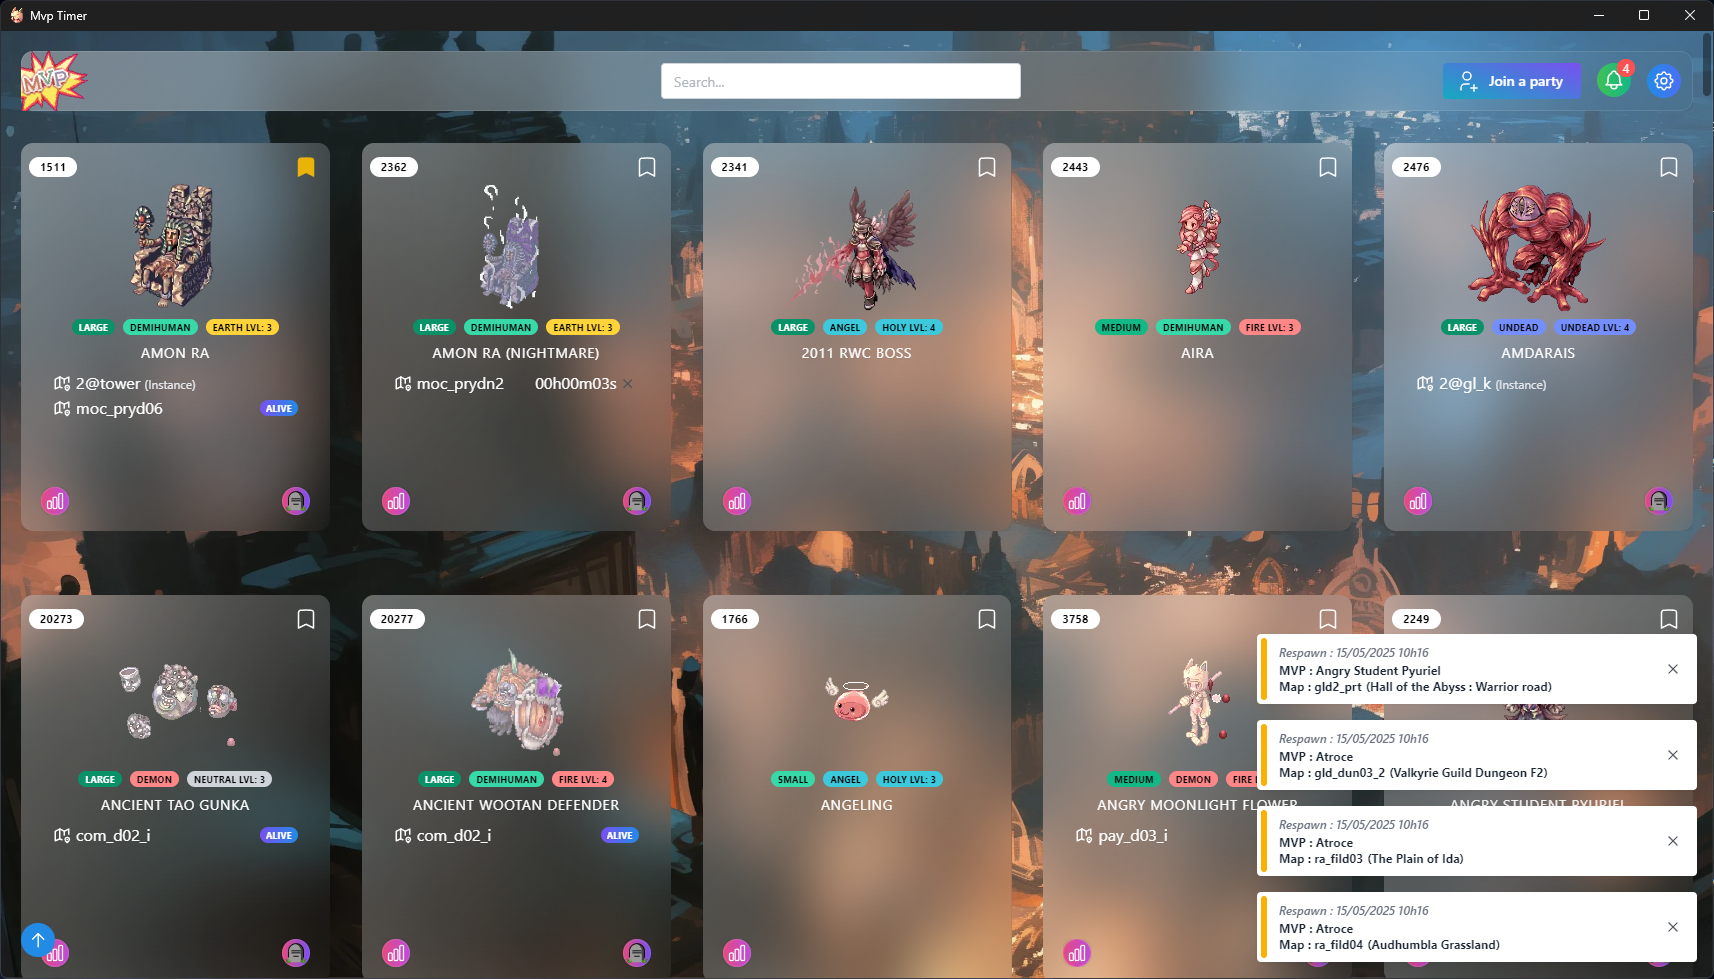 Mvp Timer
MVP
Search...
Join a party
4
1511
LARGE DEMIHUMAN EARTH LVL: 3
AMON RA
2@tower (Instance)
moc_pryd06 ALIVE
2362
LARGE DEMIHUMAN EARTH LVL: 3
AMON RA (NIGHTMARE)
moc_prydn2 00h00m03s
2341
LARGE ANGEL HOLY LVL: 4
2011 RWC BOSS
2443
MEDIUM DEMIHUMAN FIRE LVL: 3
AIRA
2476
LARGE UNDEAD UNDEAD LVL: 4
AMDARAIS
2@gl_k (Instance)
20273
LARGE DEMON NEUTRAL LVL: 3
ANCIENT TAO GUNKA
com_d02_i ALIVE
20277
LARGE DEMIHUMAN FIRE LVL: 4
ANCIENT WOOTAN DEFENDER
com_d02_i ALIVE
1766
SMALL ANGEL HOLY LVL: 3
ANGELING
3758
MEDIUM DEMON FIRE
ANGRY MOONLIGHT FLOWER
pay_d03_i
2249
ANGRY STUDENT PYURIEL
Respawn : 15/05/2025 10h16
MVP : Angry Student Pyuriel
Map : gld2_prt (Hall of the Abyss : Warrior road)
Respawn : 15/05/2025 10h16
MVP : Atroce
Map : gld_dun03_2 (Valkyrie Guild Dungeon F2)
Respawn : 15/05/2025 10h16
MVP : Atroce
Map : ra_fild03 (The Plain of Ida)
Respawn : 15/05/2025 10h16
MVP : Atroce
Map : ra_fild04 (Audhumbla Grassland)